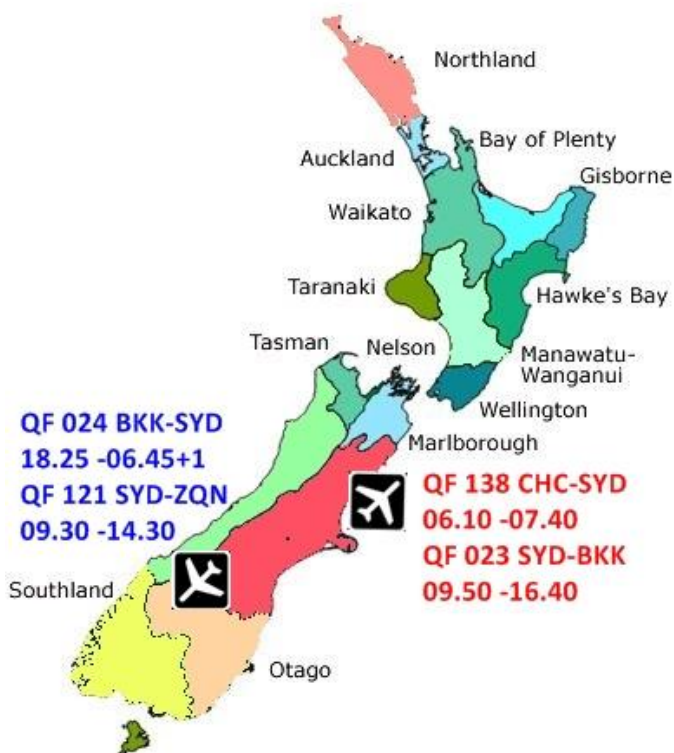 Northland
Bay of Plenty
Auckland
Gisborne
Waikato
Taranaki
Hawke's Bay
Tasman
Nelson
Manawatu-
Wanganui
Wellington
Marlborough
QF 024 BKK-SYD
18.25 -06.45+1
QF 121 SYD-ZQN
09.30 -14.30
QF 138 CHC-SYD
06.10 -07.40
QF 023 SYD-BKK
09.50 -16.40
Southland
Otago